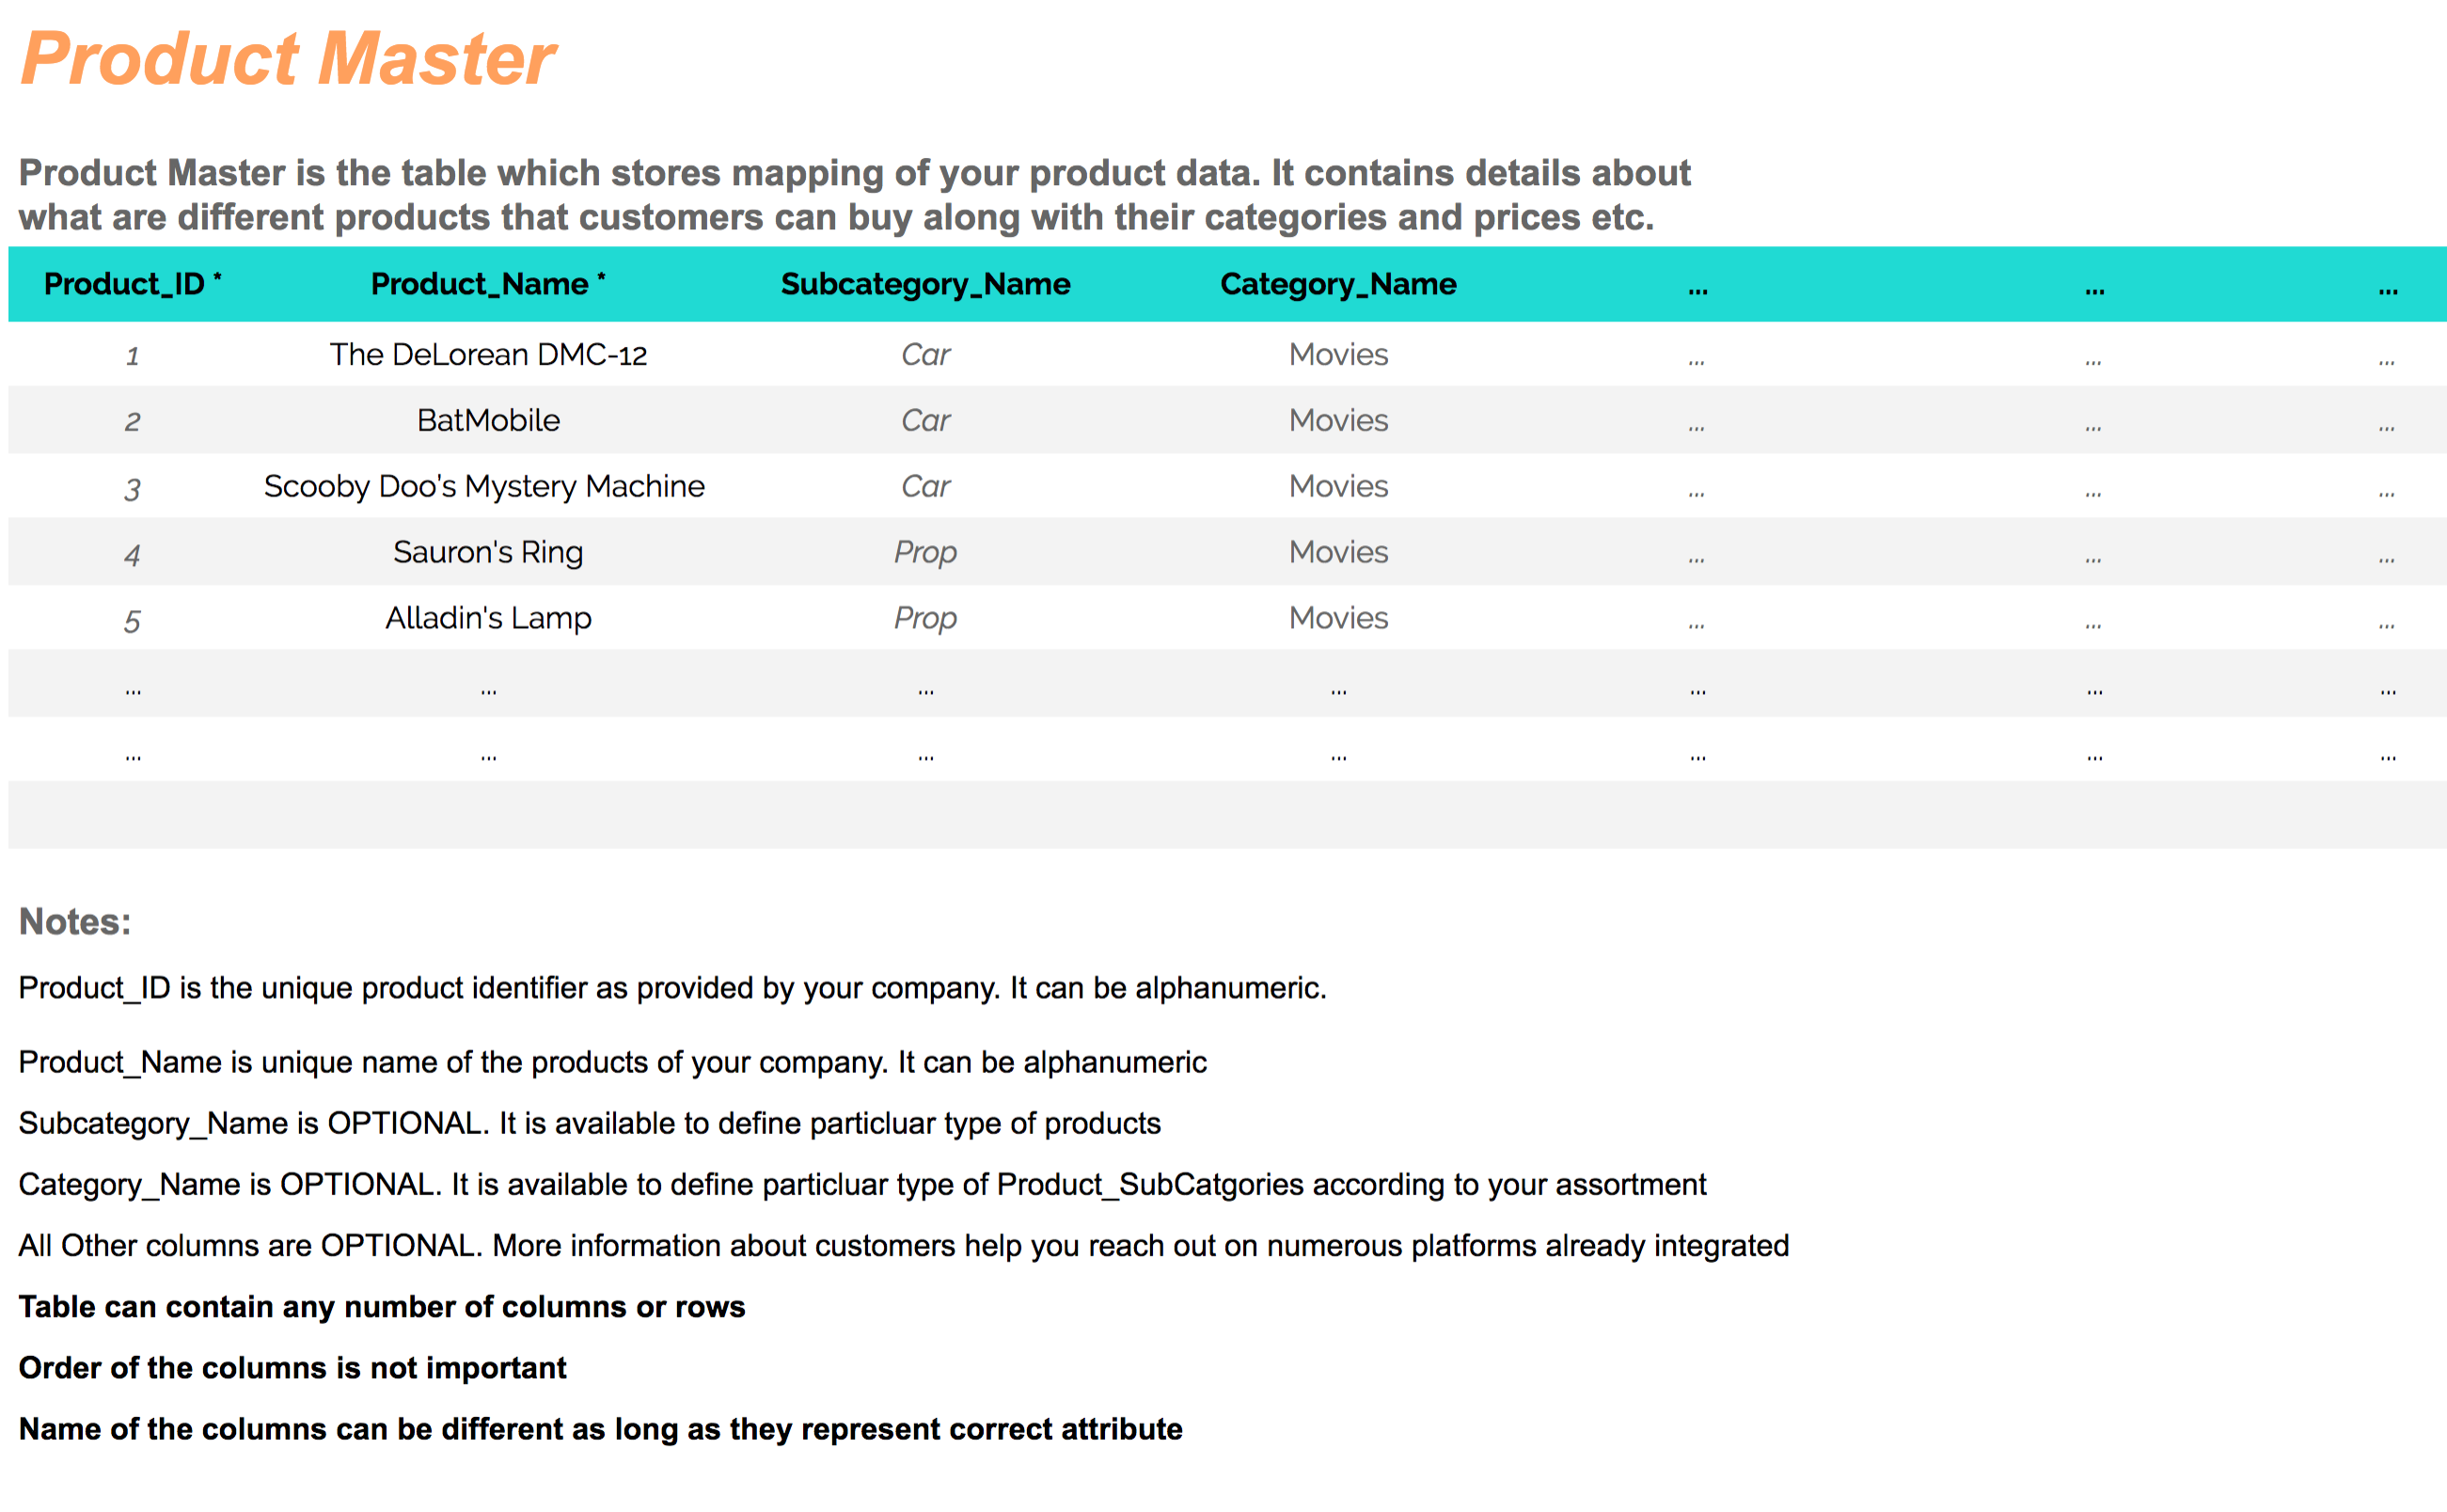 Product Master
Product Master is the table which stores mapping of your product data. It contains details about
what are different products that customers can buy along with their categories and prices etc.
Product_ID * Product_Name * Subcategory_Name Category_Name ... ... ...
1 The DeLorean DMC-12 Car Movies ... ... ...
2 BatMobile Car Movies ... ... ...
3 Scooby Doo's Mystery Machine Car Movies ... ... ...
4 Sauron's Ring Prop Movies ... ... ...
5 Alladin's Lamp Prop Movies ... ... ...
... ... ... ... ... ... ...
... ... ... ... ... ... ...
Notes:
Product_ID is the unique product identifier as provided by your company. It can be alphanumeric.
Product_Name is unique name of the products of your company. It can be alphanumeric
Subcategory_Name is OPTIONAL. It is available to define particluar type of products
Category_Name is OPTIONAL. It is available to define particluar type of Product_SubCatgories according to your assortment
All Other columns are OPTIONAL. More information about customers help you reach out on numerous platforms already integrated
Table can contain any number of columns or rows
Order of the columns is not important
Name of the columns can be different as long as they represent correct attribute